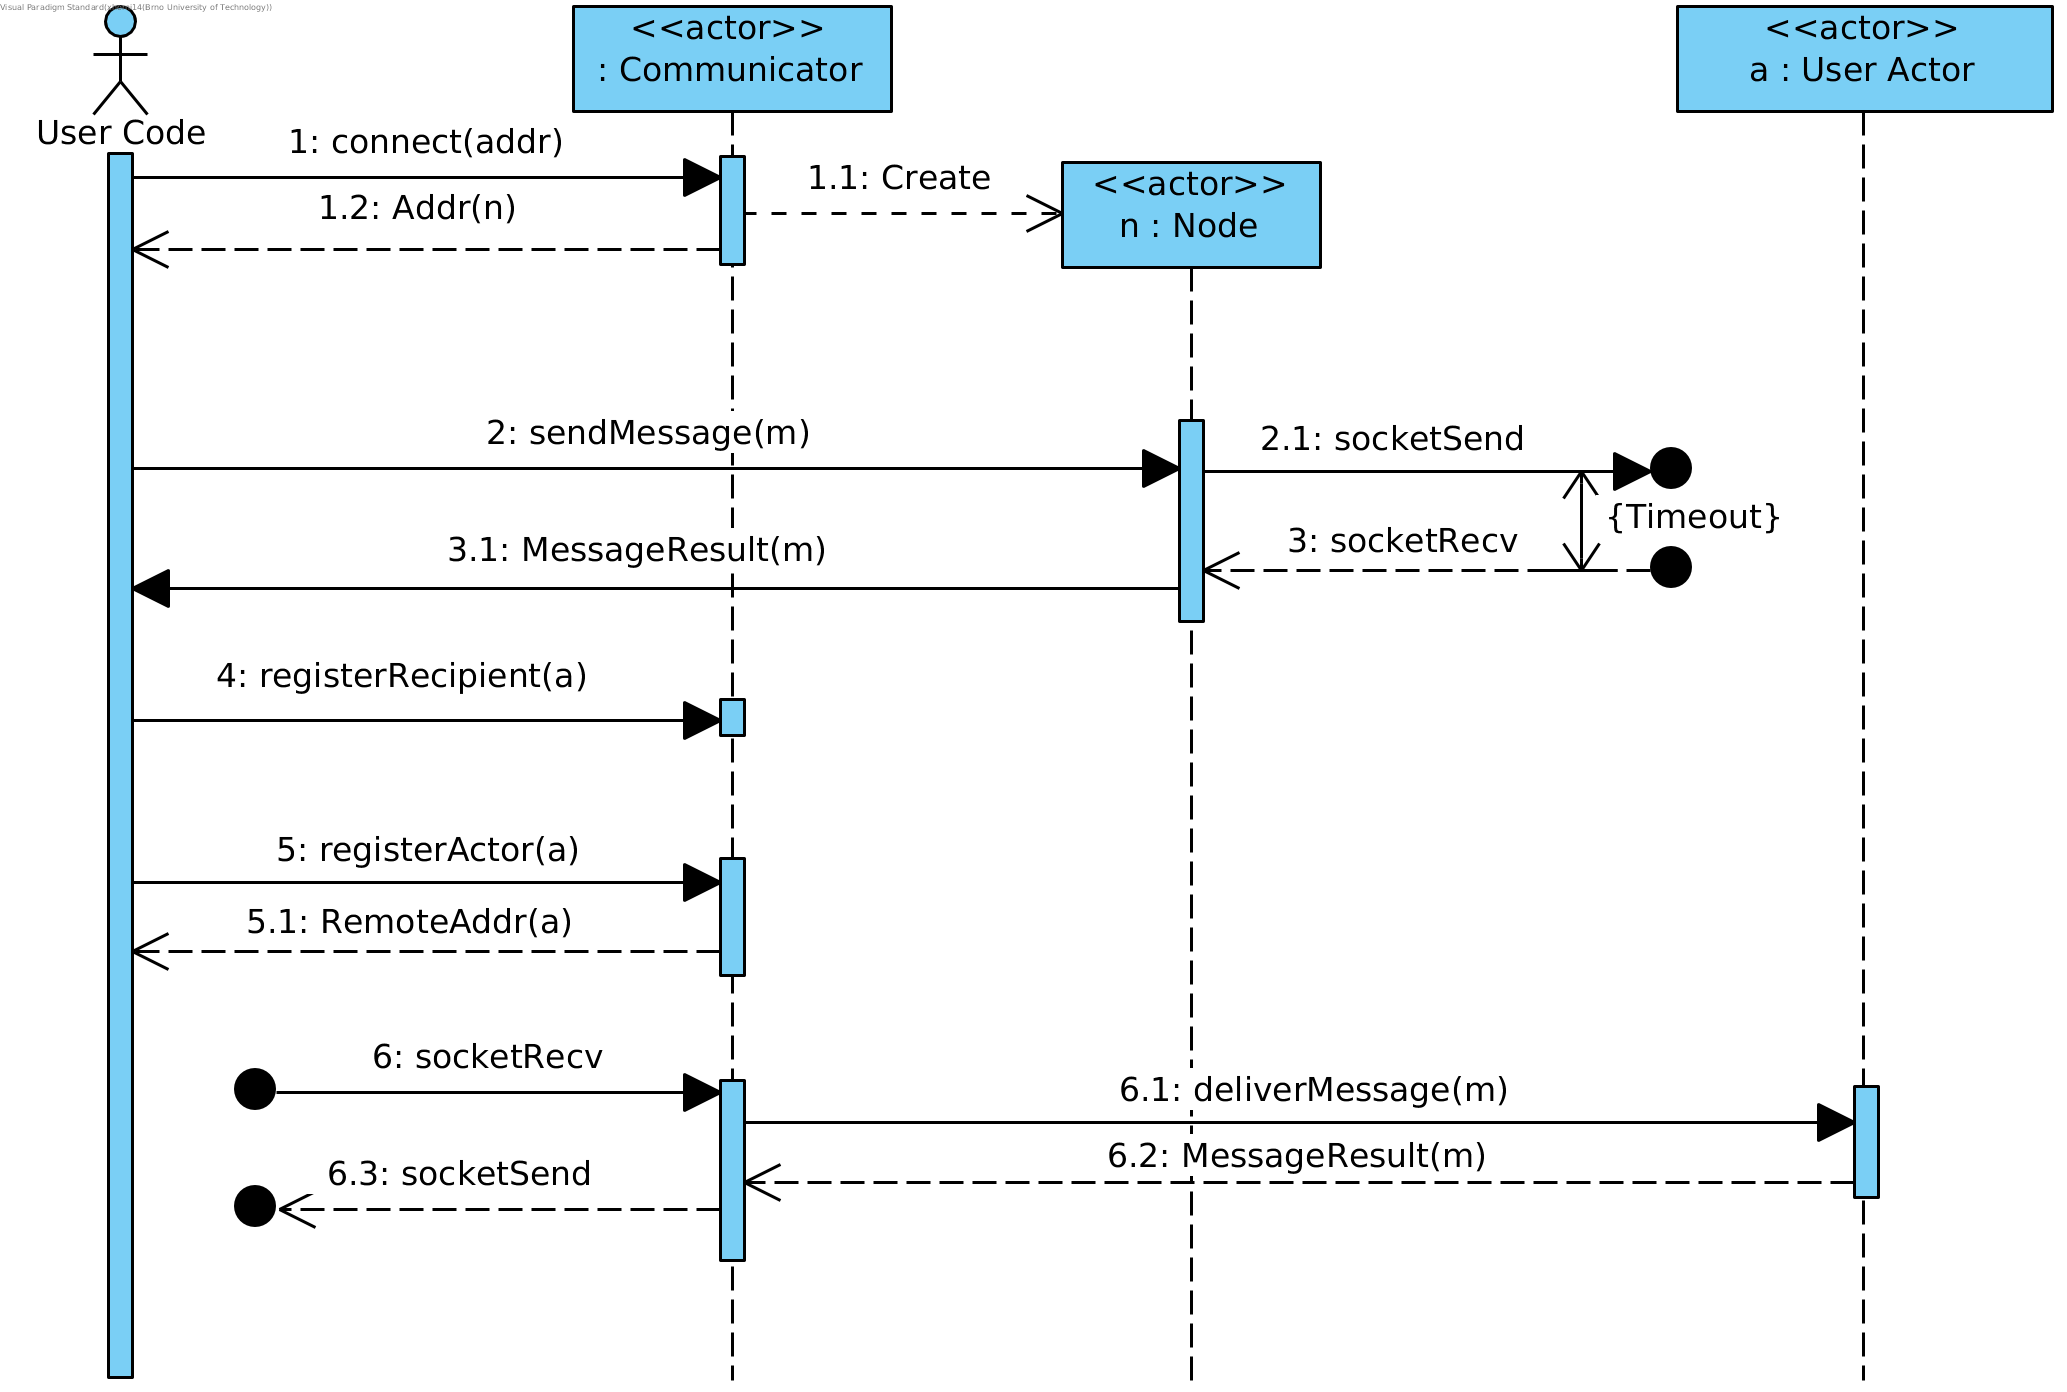 Visual Paradigm Standard(
14(Brno University of Technology))
<<actor>>
: Communicator
<<actor>>
a : User Actor
User Code
1: connect(addr)
1.1: Create
<<actor>>
n : Node
1.2: Addr(n)
2: sendMessage(m)
2.1: socketSend
{Timeout}
3: socketRecv
3.1: MessageResult(m)
4: registerRecipient(a)
5: registerActor(a)
5.1: RemoteAddr(a)
6: socketRecv
6.1: deliverMessage(m)
6.2: MessageResult(m)
6.3: socketSend